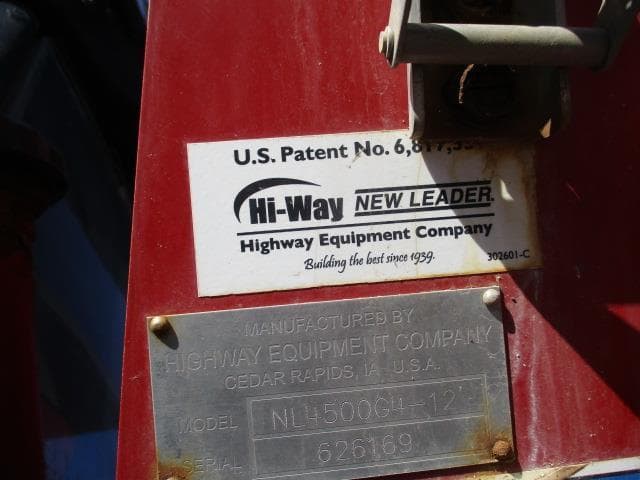 U.S. Patent No.
Hi-Way NEW LEADER
Highway Equipment Company
Building the best since 1939.
302601-C
MANUFACTURED BY
HIGHWAY EQUIPMENT COMPANY
CEDAR RAPIDS, IA U.S.A.
MODEL NL4500G4-12'
SERIAL 626169